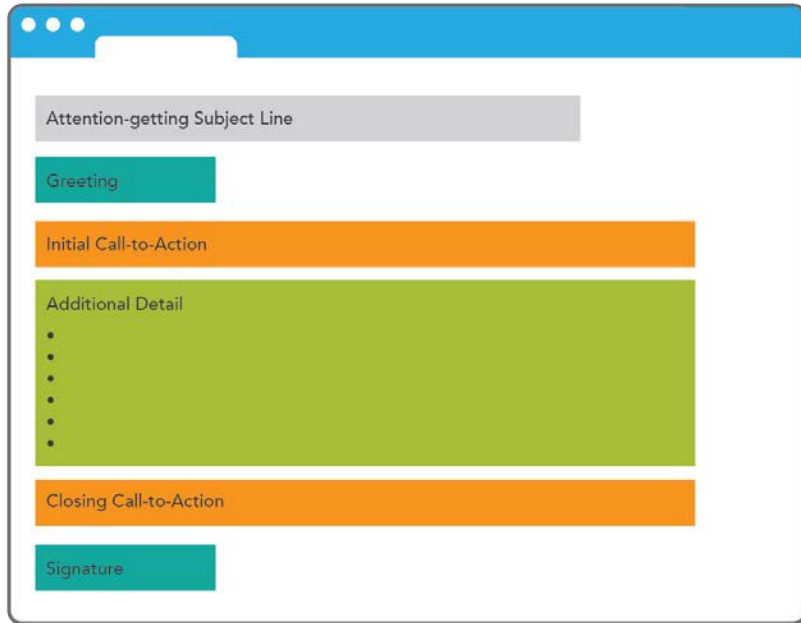 Attention-getting Subject Line
Greeting
Initial Call-to-Action
Additional Detail
•
•
•
•
•
•
Closing Call-to-Action
Signature